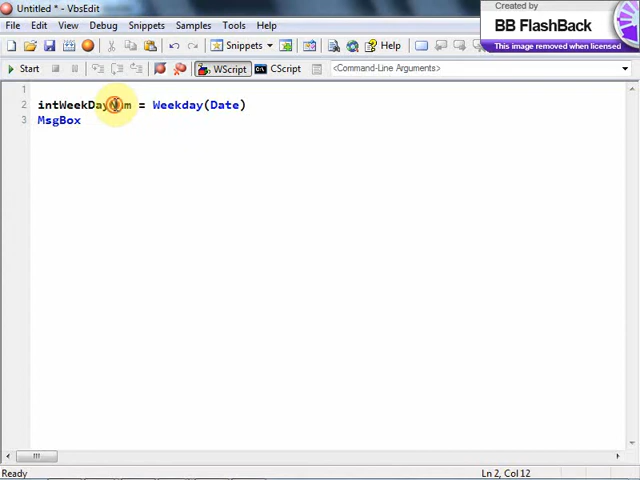 Untitled * - VbsEdit
Created by
BB FlashBack
This image removed when licensed
File Edit View Debug Snippets Samples Tools Help
Snippets Help
Start WScript CScript <Command-Line Arguments>
1
2 intWeekDayNum = Weekday(Date)
3 MsgBox
Ready Ln 2, Col 12